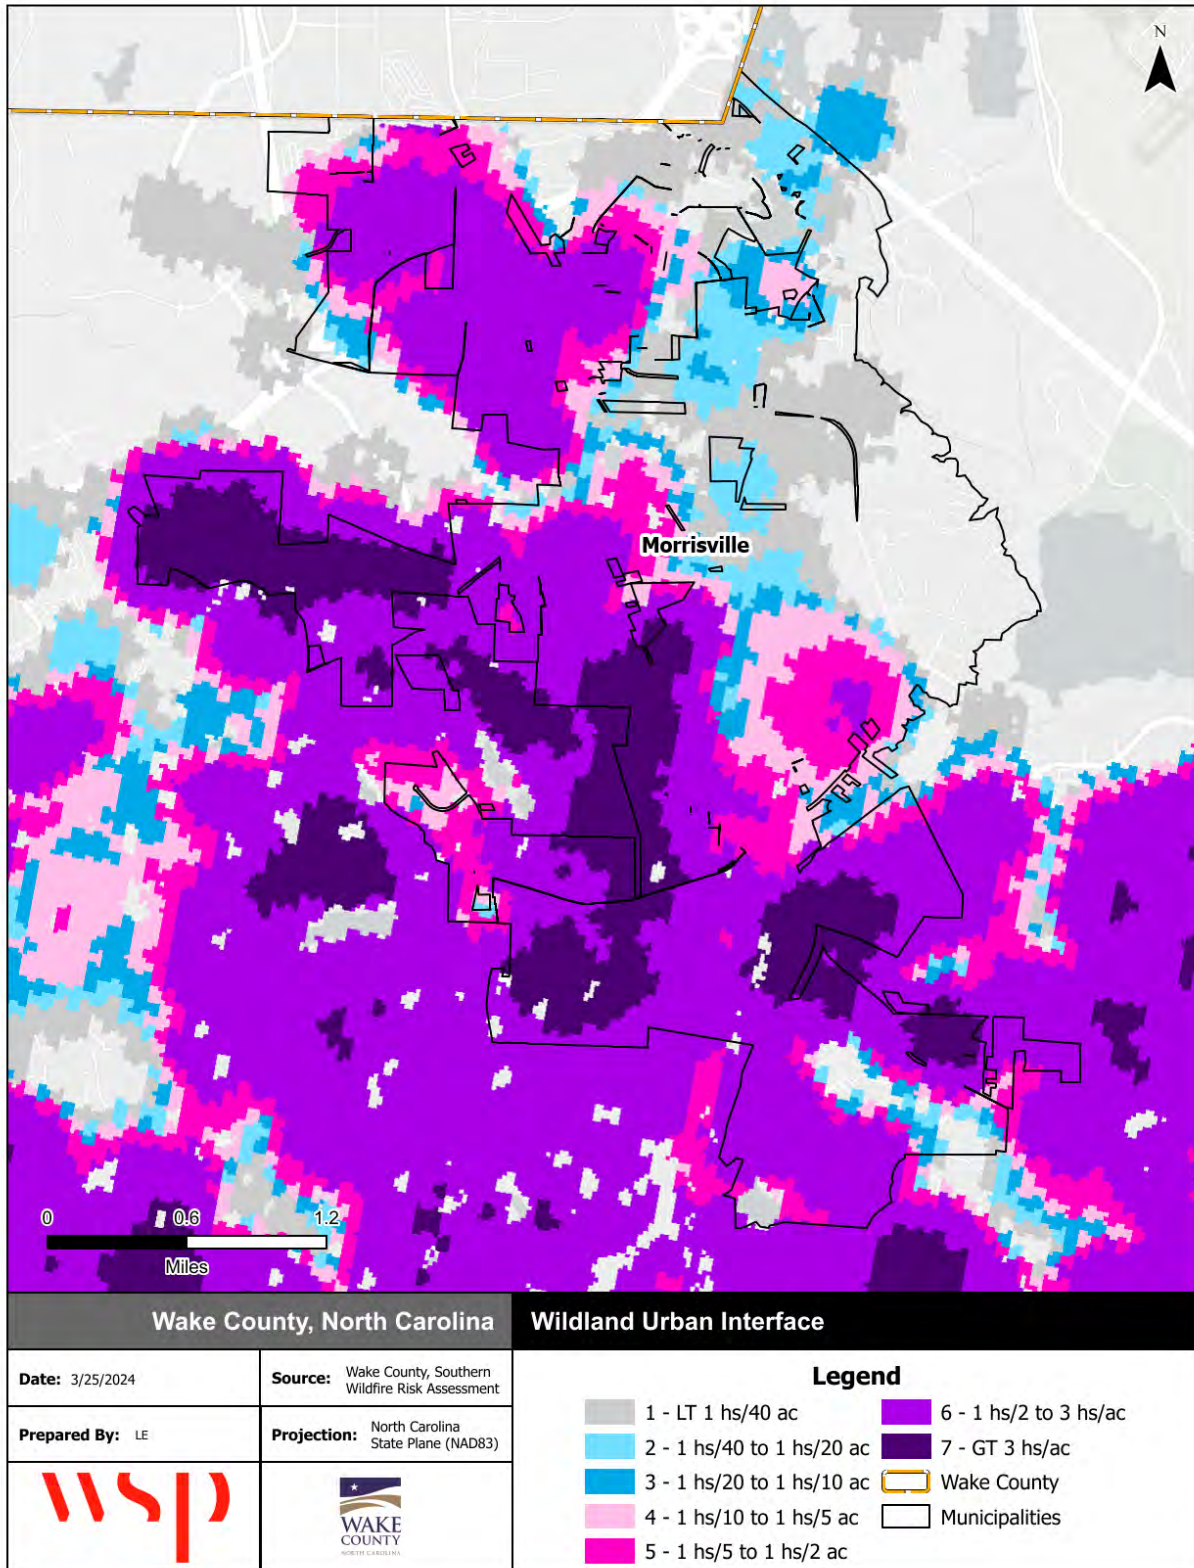 N
Morrisville
0 0.6 1.2
Miles
Wake County, North Carolina
Wildland Urban Interface
Date: 3/25/2024
Source: Wake County, Southern
Wildfire Risk Assessment
Prepared By: LE
Projection: North Carolina
State Plane (NAD83)
wsp
WAKE
COUNTY
NORTH CAROLINA
Legend
1 - LT 1 hs/40 ac
2 - 1 hs/40 to 1 hs/20 ac
3 - 1 hs/20 to 1 hs/10 ac
4 - 1 hs/10 to 1 hs/5 ac
5 - 1 hs/5 to 1 hs/2 ac
6 - 1 hs/2 to 3 hs/ac
7 - GT 3 hs/ac
Wake County
Municipalities